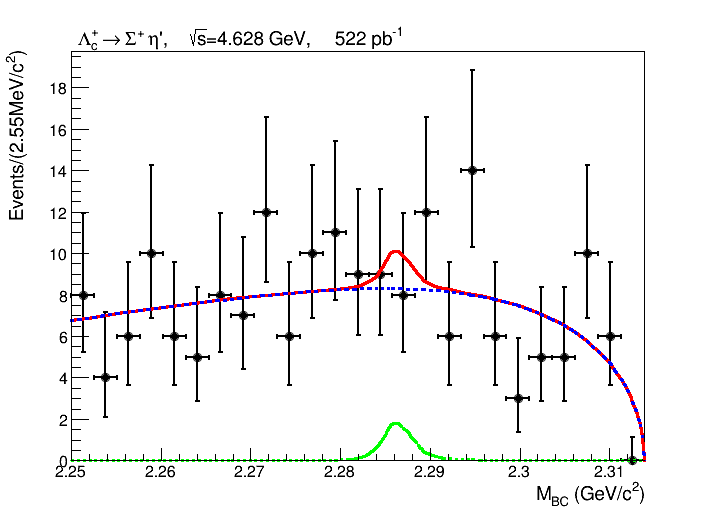 Λc+ → Σ+ η', √s=4.628 GeV, 522 pb-1
Events/(2.55MeV/c2)
18
16
14
12
10
8
6
4
2
0
2.25 2.26 2.27 2.28 2.29 2.3 2.31
MBC (GeV/c2)